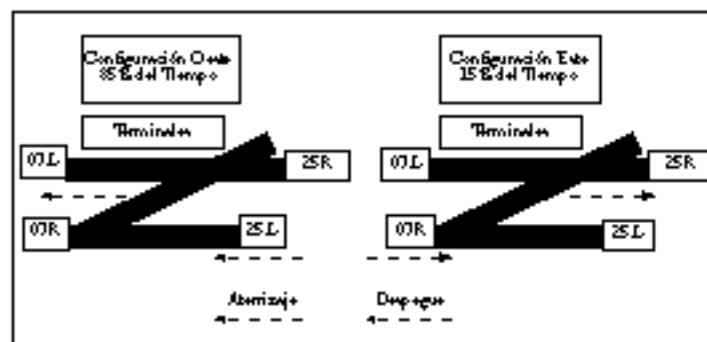 Configuración Oeste
85% del Tiempo
Configuración Este
15% del Tiempo
Terminales
Terminales
07L
25R
07L
25R
07R
25L
07R
25L
Aterrizaje
Despegue